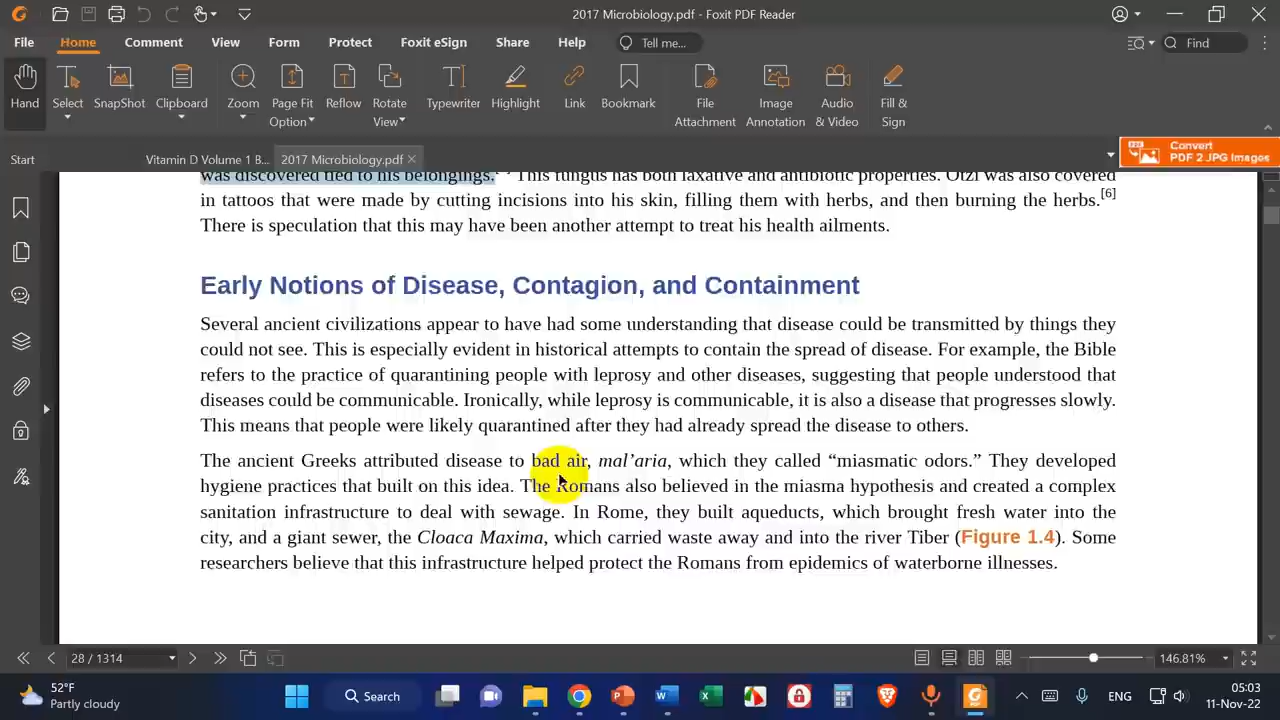 2017 Microbiology.pdf - Foxit PDF Reader
File Home Comment View Form Protect Foxit eSign Share Help Tell me... Find
Hand Select SnapShot Clipboard Zoom Page Fit Option Reflow Rotate View Typewriter Highlight Link Bookmark File Attachment Image Annotation Audio & Video Fill & Sign
Start Vitamin D Volume 1 B... 2017 Microbiology.pdf
Convert
PDF 2 JPG Images
was discovered tied to his belongings. This fungus has both laxative and antibiotic properties. Ötzi was also covered
in tattoos that were made by cutting incisions into his skin, filling them with herbs, and then burning the herbs.[6]
There is speculation that this may have been another attempt to treat his health ailments.
Early Notions of Disease, Contagion, and Containment
Several ancient civilizations appear to have had some understanding that disease could be transmitted by things they
could not see. This is especially evident in historical attempts to contain the spread of disease. For example, the Bible
refers to the practice of quarantining people with leprosy and other diseases, suggesting that people understood that
diseases could be communicable. Ironically, while leprosy is communicable, it is also a disease that progresses slowly.
This means that people were likely quarantined after they had already spread the disease to others.
The ancient Greeks attributed disease to bad air, mal’aria, which they called “miasmatic odors.” They developed
hygiene practices that built on this idea. The Romans also believed in the miasma hypothesis and created a complex
sanitation infrastructure to deal with sewage. In Rome, they built aqueducts, which brought fresh water into the
city, and a giant sewer, the Cloaca Maxima, which carried waste away and into the river Tiber (Figure 1.4). Some
researchers believe that this infrastructure helped protect the Romans from epidemics of waterborne illnesses.
28 / 1314 146.81%
52°F
Partly cloudy
Search
ENG
05:03
11-Nov-22